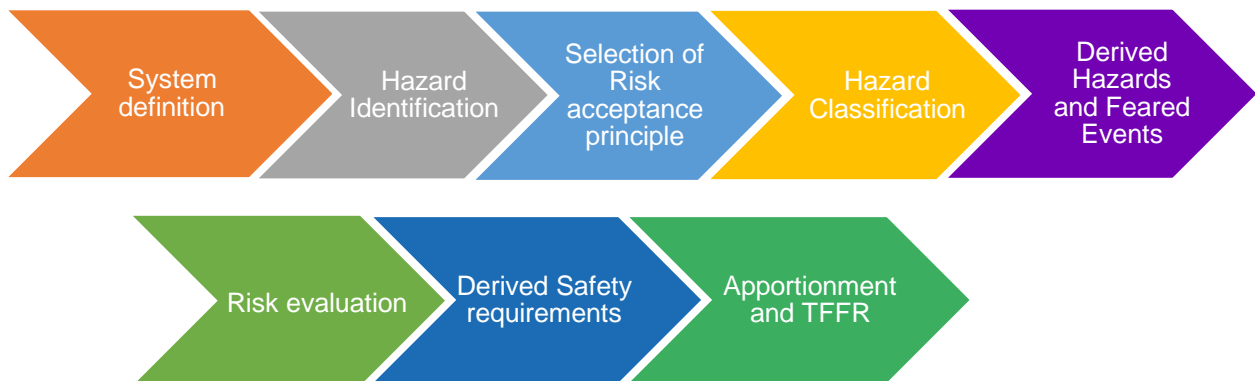 System
definition
Hazard
Identification
Selection of
Risk
acceptance
principle
Hazard
Classification
Derived
Hazards
and Feared
Events
Risk evaluation
Derived Safety
requirements
Apportionment
and TFFR